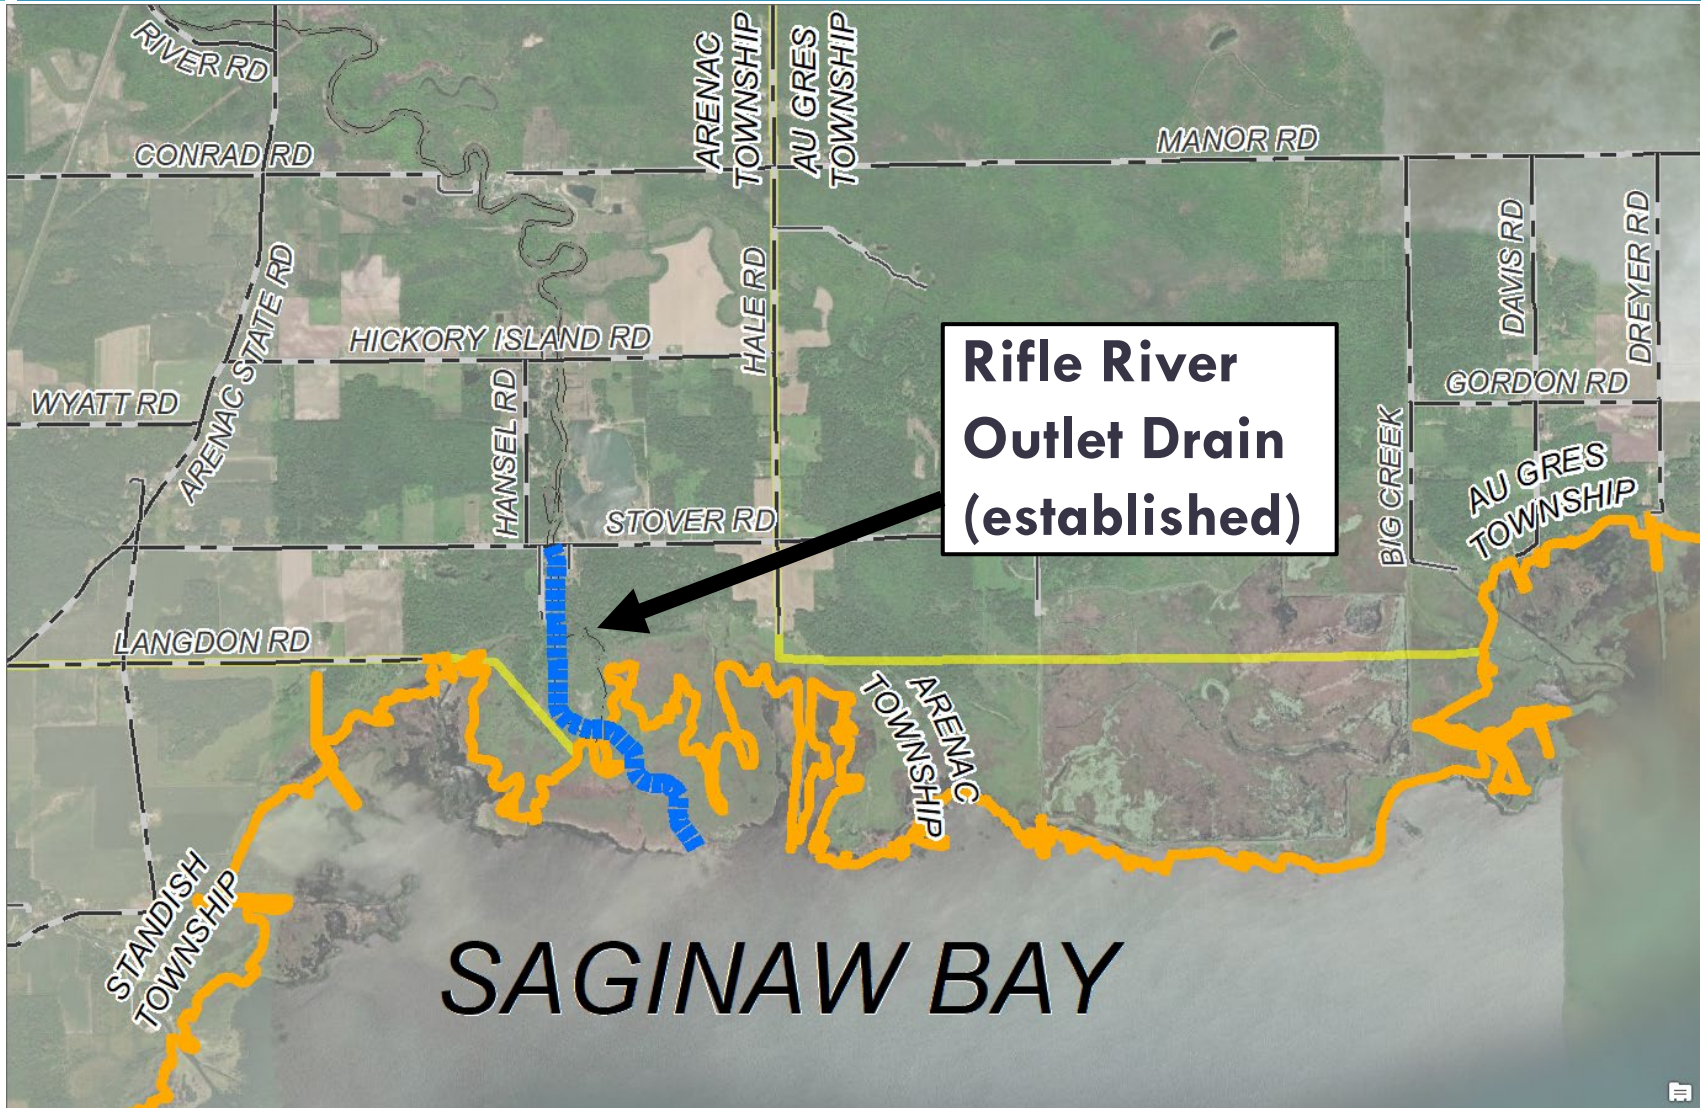 RIVER RD
ARENAC
TOWNSHIP
AU GRES
TOWNSHIP
CONRAD RD
MANOR RD
ARENAC STATE RD
HALE RD
DAVIS RD
DREYER RD
HICKORY ISLAND RD
Rifle River
Outlet Drain
(established)
WYATT RD
HANSEL RD
GORDON RD
BIG CREEK
AU GRES
TOWNSHIP
STOVER RD
LANGDON RD
ARENAC
TOWNSHIP
STANDISH
TOWNSHIP
SAGINAW BAY